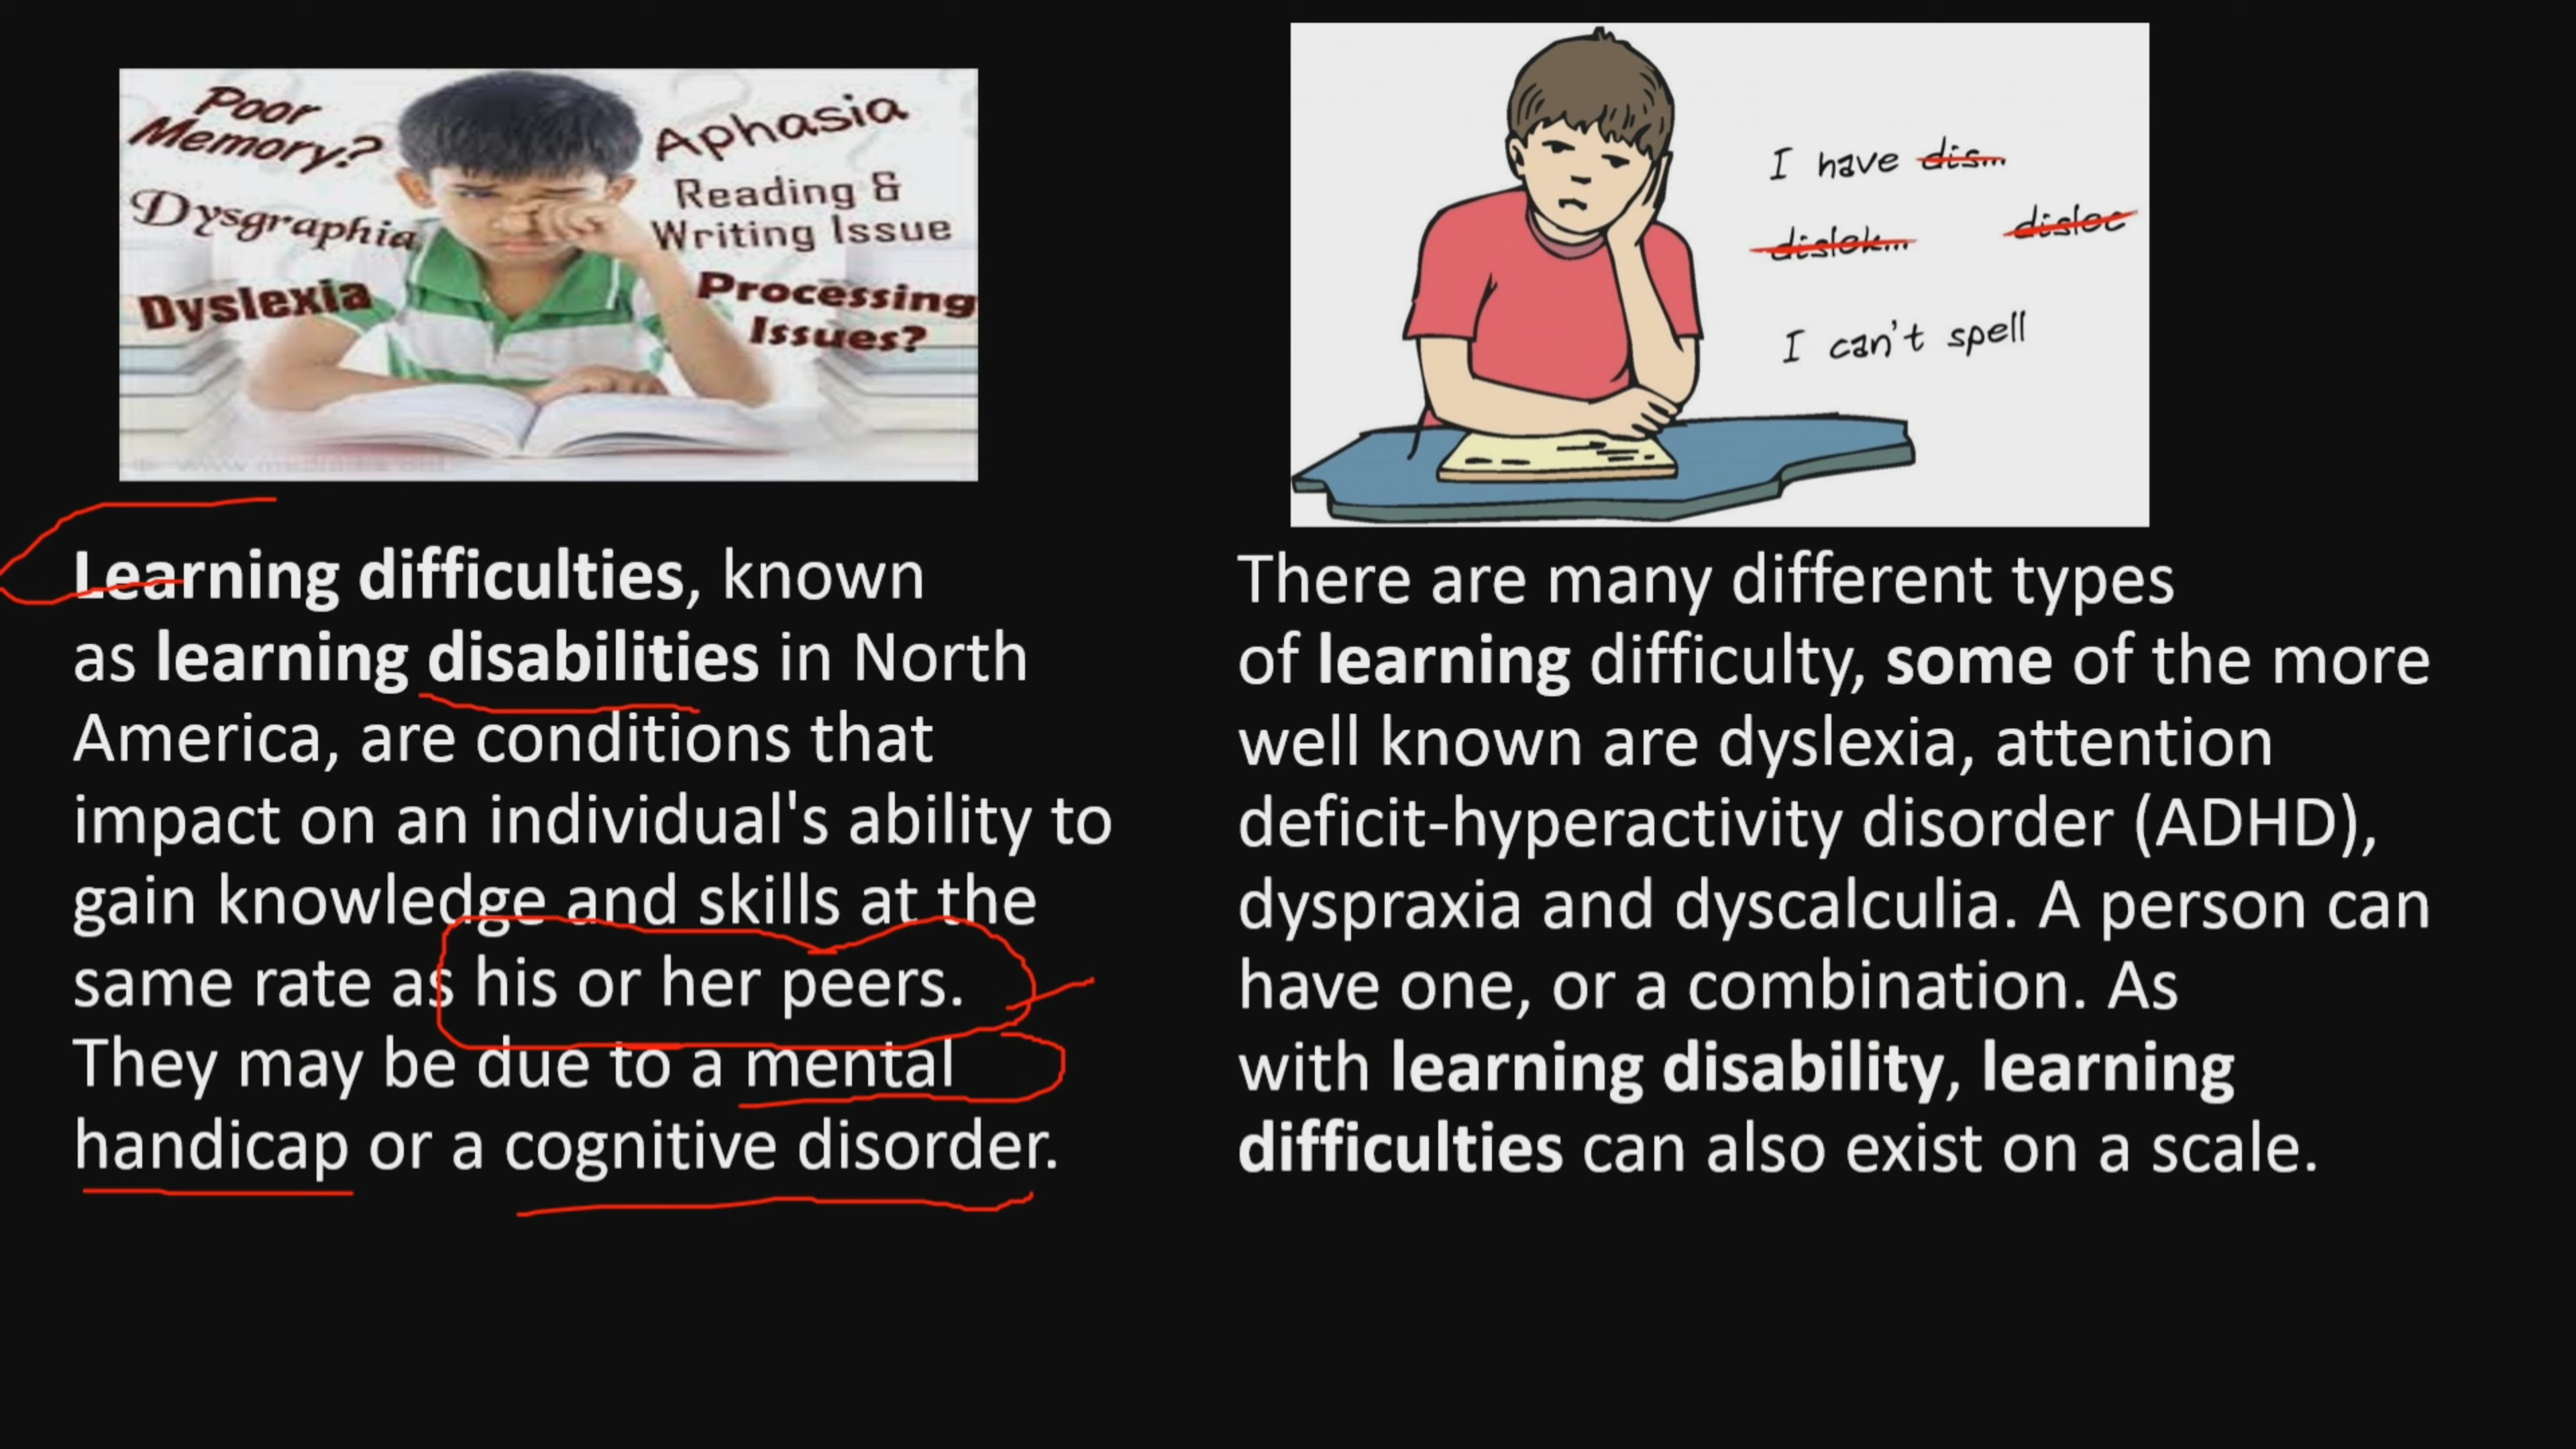 Poor
Memory?
Dysgraphia
Dyslexia
Aphasia
Reading &
Writing Issue
Processing
Issues?
I have dis...
dislek...
disloc
I can't spell
Learning difficulties, known
as learning disabilities in North
America, are conditions that
impact on an individual's ability to
gain knowledge and skills at the
same rate as his or her peers.
They may be due to a mental
handicap or a cognitive disorder.
There are many different types
of learning difficulty, some of the more
well known are dyslexia, attention
deficit-hyperactivity disorder (ADHD),
dyspraxia and dyscalculia. A person can
have one, or a combination. As
with learning disability, learning
difficulties can also exist on a scale.